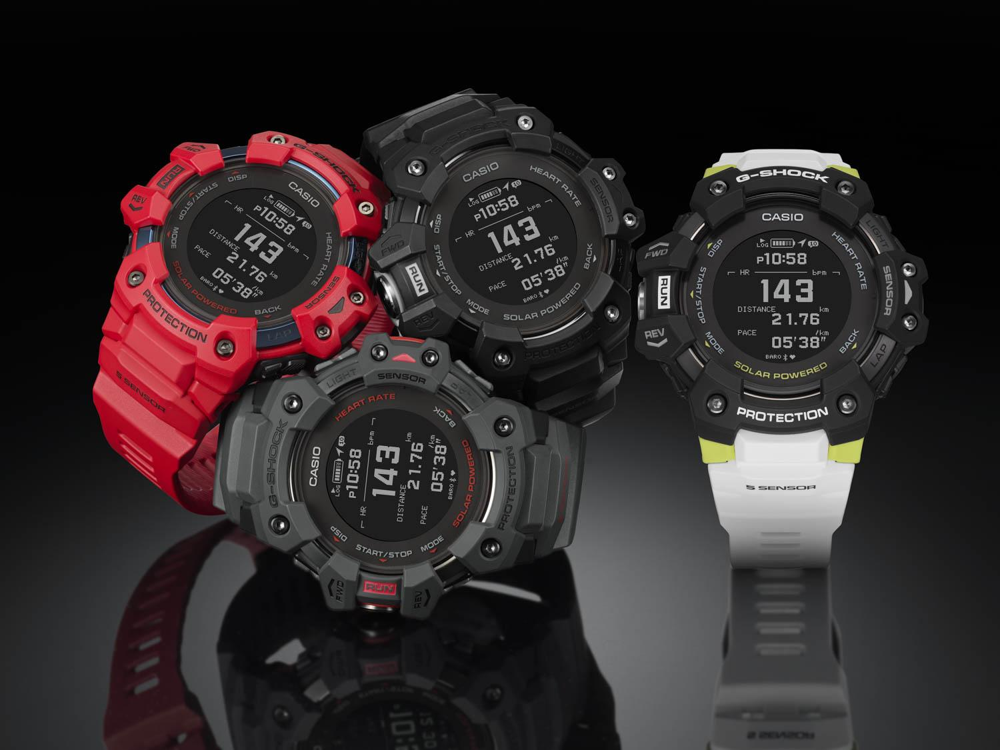 FWD
RUN
REV
G-SHOCK
CASIO
DISP
START/STOP
MODE
HEART RATE
SENSOR
BACK
LAP
SOLAR POWERED
PROTECTION
LOG
P10:58
HR bpm
143
DISTANCE km
21.76
PACE /km
05'38"
BARO
5 SENSOR
G-SHOCK
LIGHT
SENSOR
CASIO
HEART RATE
DISP
FWD
RUN
REV
START/STOP
MODE
BACK
SOLAR POWERED
PROTECTION
LOG
P10:58
HR bpm
143
DISTANCE km
21.76
PACE /km
05'38"
BARO
LIGHT
SENSOR
LAP
HEART RATE
BACK
G-SHOCK
CASIO
SOLAR POWERED
PROTECTION
LOG
P10:58
HR bpm
143
DISTANCE km
21.76
PACE /km
05'38"
BARO
DISP
START/STOP
MODE
FWD
RUN
REV
G-SHOCK
CASIO
LIGHT
DISP
HEART RATE
FWD
RUN
REV
START/STOP
SENSOR
MODE
BACK
LAP
LOG 10
P10:58
HR bpm
143
DISTANCE km
21.76
PACE /km
05'38"
BARO
SOLAR POWERED
PROTECTION
5 SENSOR